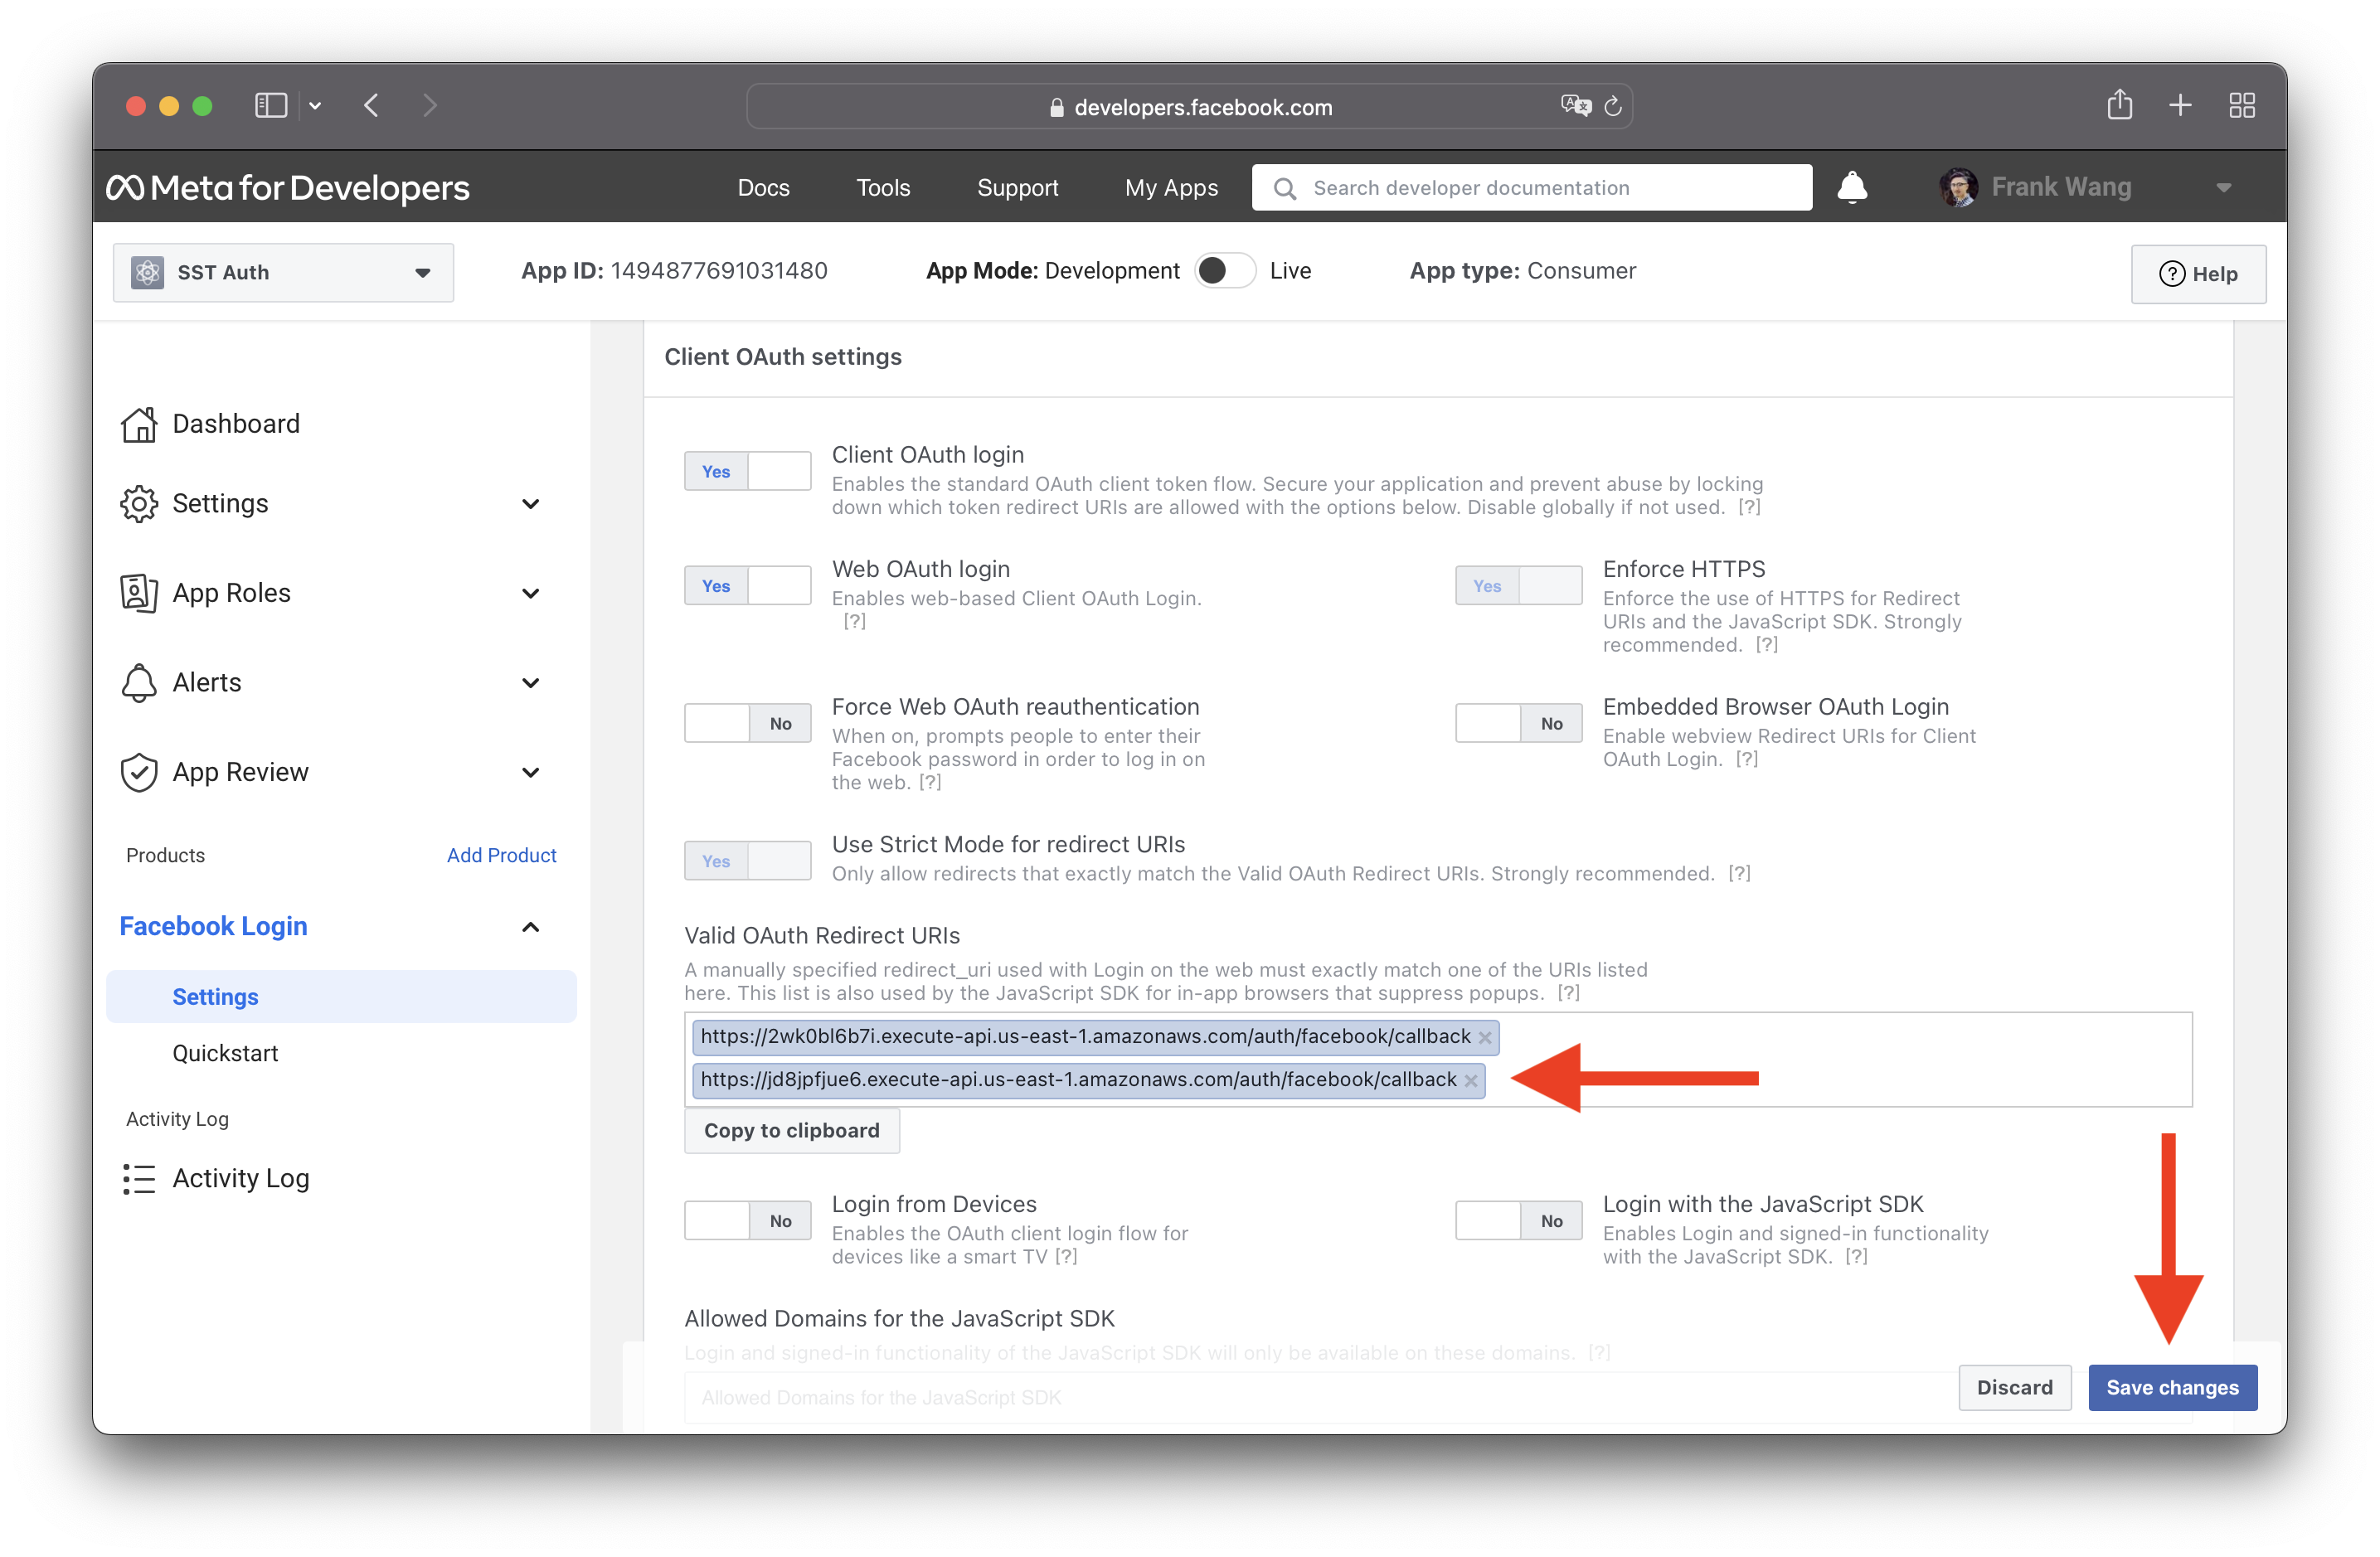 developers.facebook.com
Meta for Developers
Docs
Tools
Support
My Apps
Search developer documentation
Frank Wang
SST Auth
App ID: 1494877691031480
App Mode: Development
Live
App type: Consumer
? Help
Dashboard
Settings
App Roles
Alerts
App Review
Products
Add Product
Facebook Login
Settings
Quickstart
Activity Log
Activity Log
Client OAuth settings
Yes
Client OAuth login
Enables the standard OAuth client token flow. Secure your application and prevent abuse by locking
down which token redirect URIs are allowed with the options below. Disable globally if not used. [?]
Yes
Web OAuth login
Enables web-based Client OAuth Login.
[?]
Yes
Enforce HTTPS
Enforce the use of HTTPS for Redirect
URIs and the JavaScript SDK. Strongly
recommended. [?]
No
Force Web OAuth reauthentication
When on, prompts people to enter their
Facebook password in order to log in on
the web. [?]
No
Embedded Browser OAuth Login
Enable webview Redirect URIs for Client
OAuth Login. [?]
Yes
Use Strict Mode for redirect URIs
Only allow redirects that exactly match the Valid OAuth Redirect URIs. Strongly recommended. [?]
Valid OAuth Redirect URIs
A manually specified redirect_uri used with Login on the web must exactly match one of the URIs listed
here. This list is also used by the JavaScript SDK for in-app browsers that suppress popups. [?]
https://2wk0bl6b7i.execute-api.us-east-1.amazonaws.com/auth/facebook/callback
https://jd8jpfjue6.execute-api.us-east-1.amazonaws.com/auth/facebook/callback
Copy to clipboard
No
Login from Devices
Enables the OAuth client login flow for
devices like a smart TV [?]
No
Login with the JavaScript SDK
Enables Login and signed-in functionality
with the JavaScript SDK. [?]
Allowed Domains for the JavaScript SDK
Login and signed-in functionality of the JavaScript SDK will only be available on these domains. [?]
Allowed Domains for the JavaScript SDK
Discard
Save changes